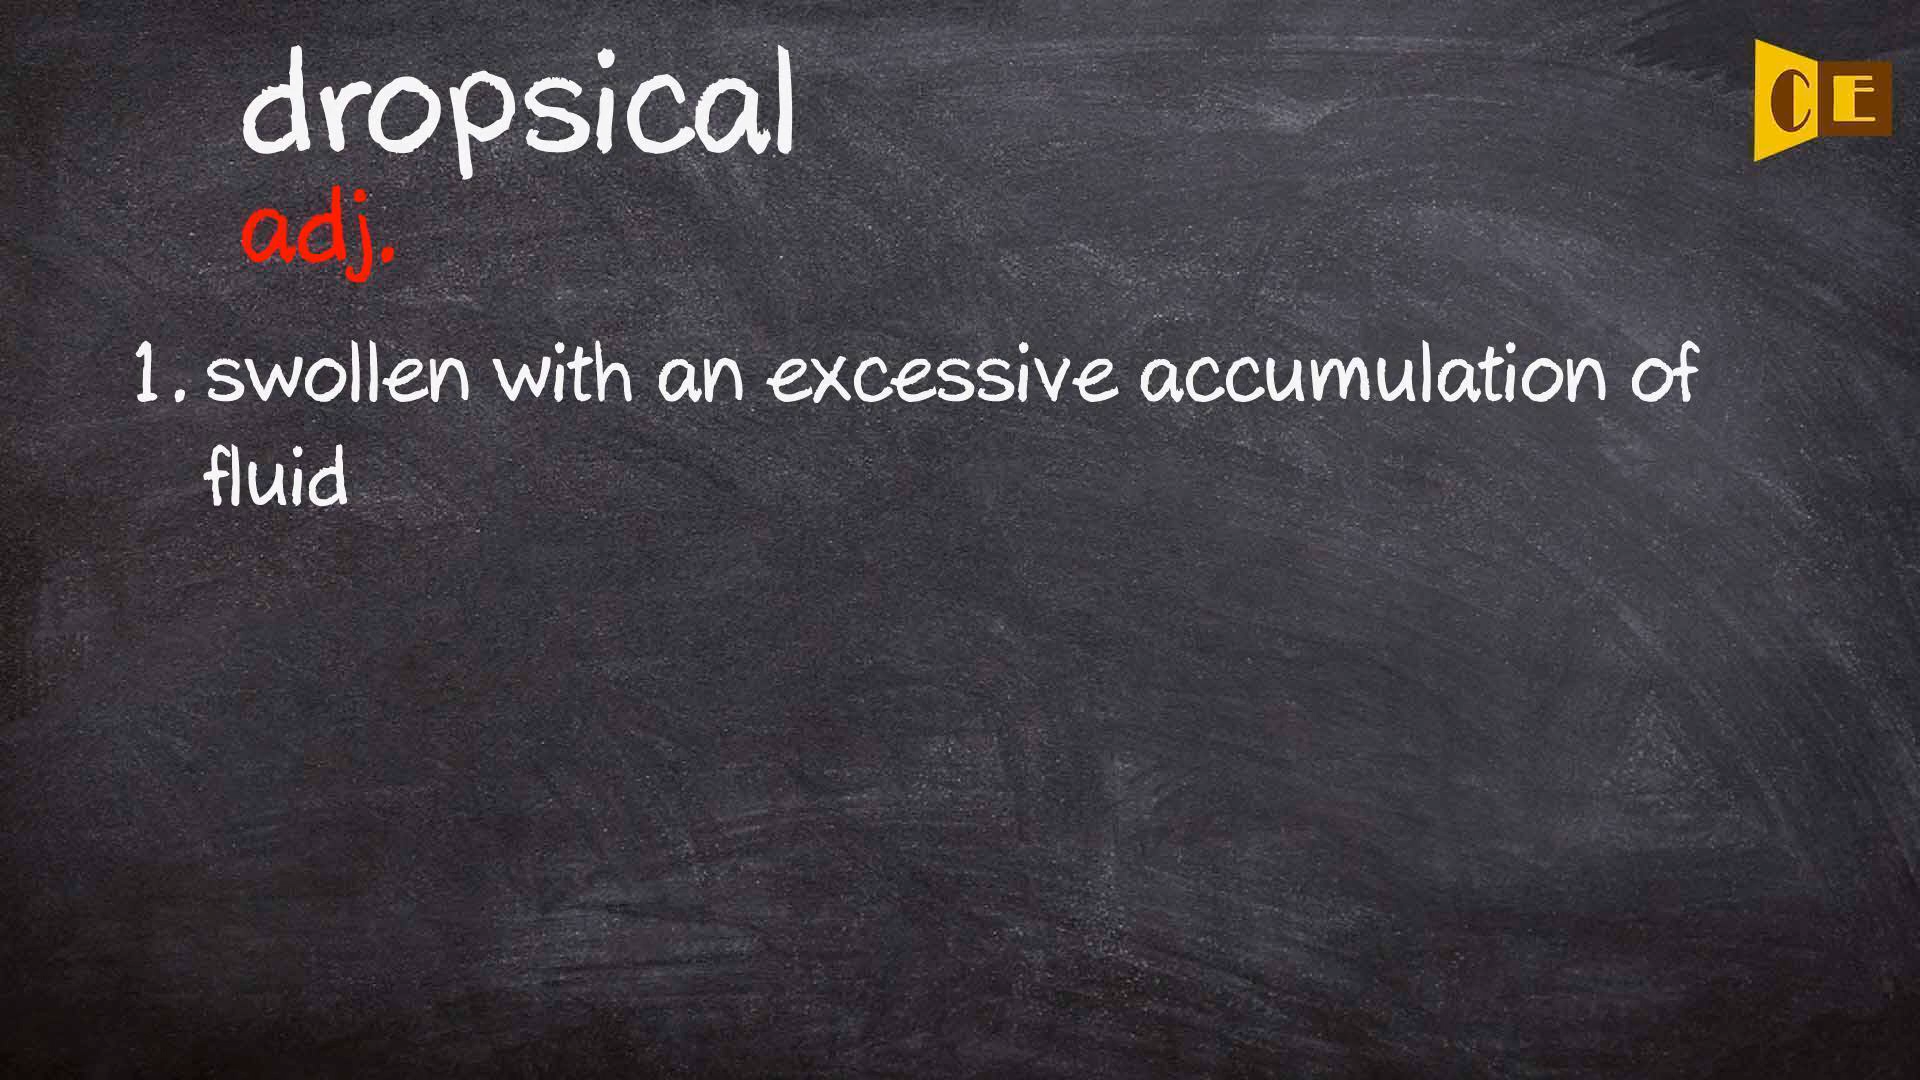 dropsical
CE
adj.
1. swollen with an excessive accumulation of
fluid